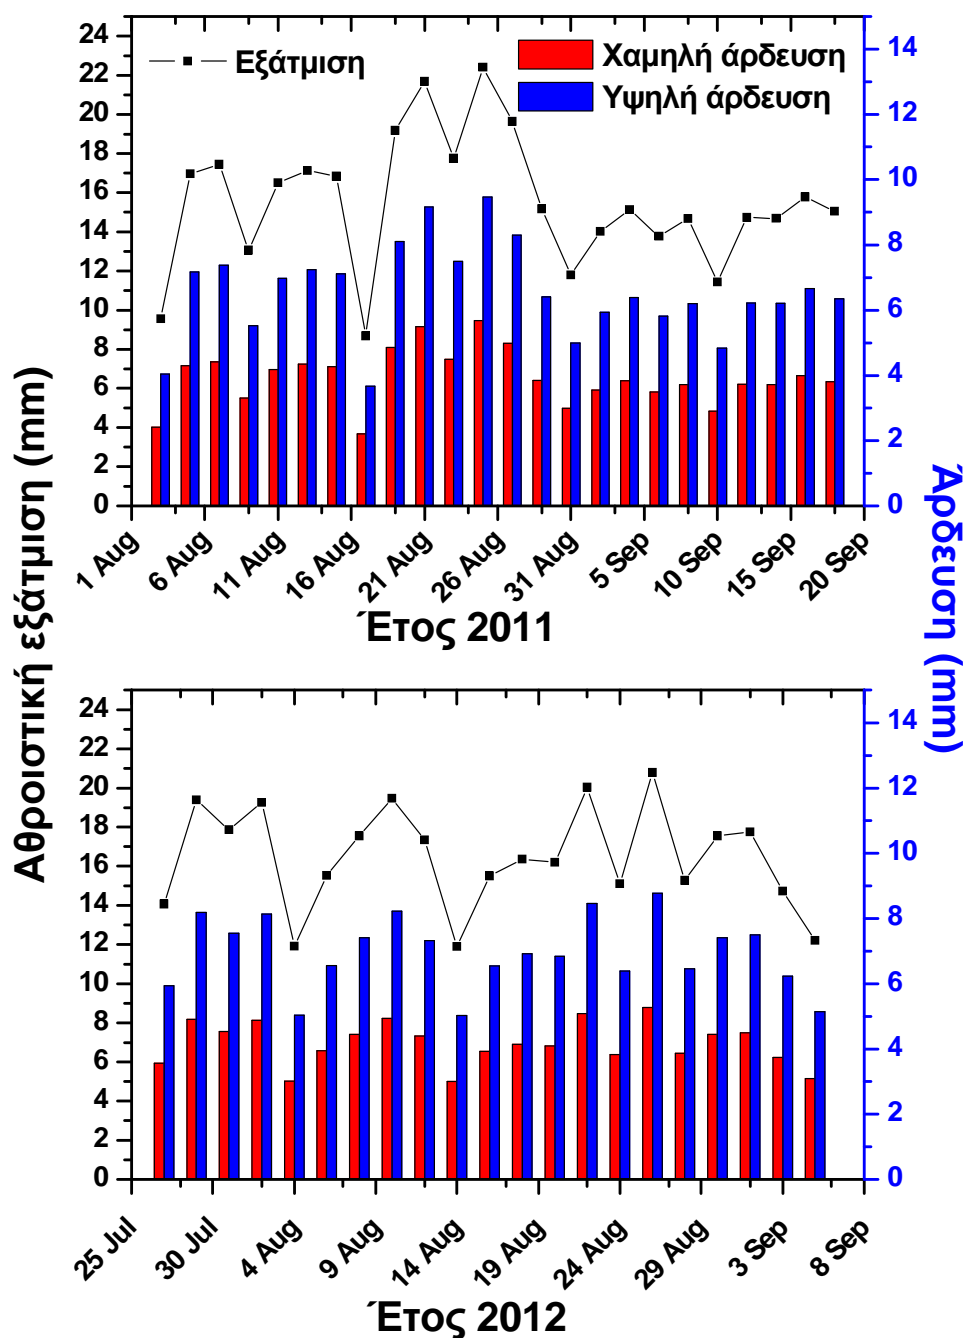 Αθροιστική εξάτμιση (mm)
Άρδευση (mm)
Εξάτμιση
Χαμηλή άρδευση
Υψηλή άρδευση
24
22
20
18
16
14
12
10
8
6
4
2
0
14
12
10
8
6
4
2
0
1 Aug
6 Aug
11 Aug
16 Aug
21 Aug
26 Aug
31 Aug
5 Sep
10 Sep
15 Sep
20 Sep
Έτος 2011
24
22
20
18
16
14
12
10
8
6
4
2
0
14
12
10
8
6
4
2
0
25 Jul
30 Jul
4 Aug
9 Aug
14 Aug
19 Aug
24 Aug
29 Aug
3 Sep
8 Sep
Έτος 2012